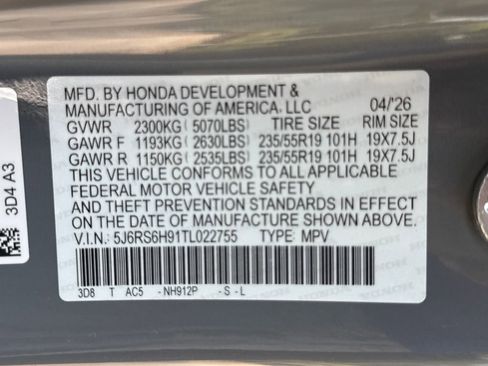 MFD. BY HONDA DEVELOPMENT &
MANUFACTURING OF AMERICA, LLC 04/'26
GVWR 2300KG ( 5070LBS) TIRE SIZE RIM SIZE
GAWR F 1193KG ( 2630LBS) 235/55R19 101H 19X7.5J
GAWR R 1150KG ( 2535LBS) 235/55R19 101H 19X7.5J
THIS VEHICLE CONFORMS TO ALL APPLICABLE
FEDERAL MOTOR VEHICLE SAFETY
AND THEFT PREVENTION STANDARDS IN EFFECT
ON THE DATE OF MANUFACTURE SHOWN ABOVE.
V.I.N.: 5J6RS6H91TL022755 TYPE: MPV
3D8 T AC5 -NH912P -S-L
3D4 A3